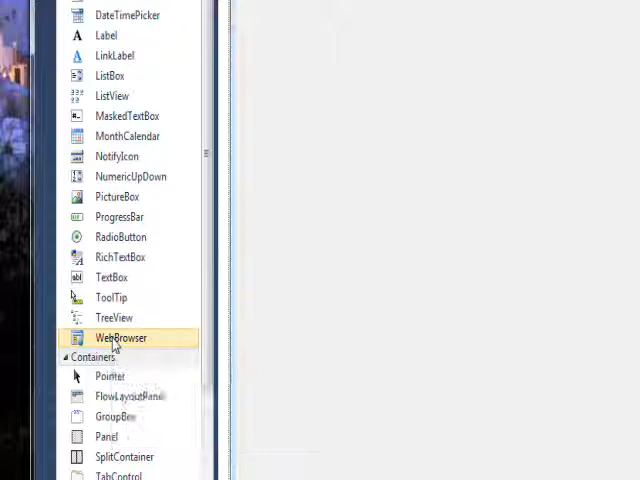 DateTimePicker
Label
LinkLabel
ListBox
ListView
MaskedTextBox
MonthCalendar
NotifyIcon
NumericUpDown
PictureBox
ProgressBar
RadioButton
RichTextBox
TextBox
ToolTip
TreeView
WebBrowser
Containers
Pointer
FlowLayoutPanel
GroupBox
Panel
SplitContainer
TabControl